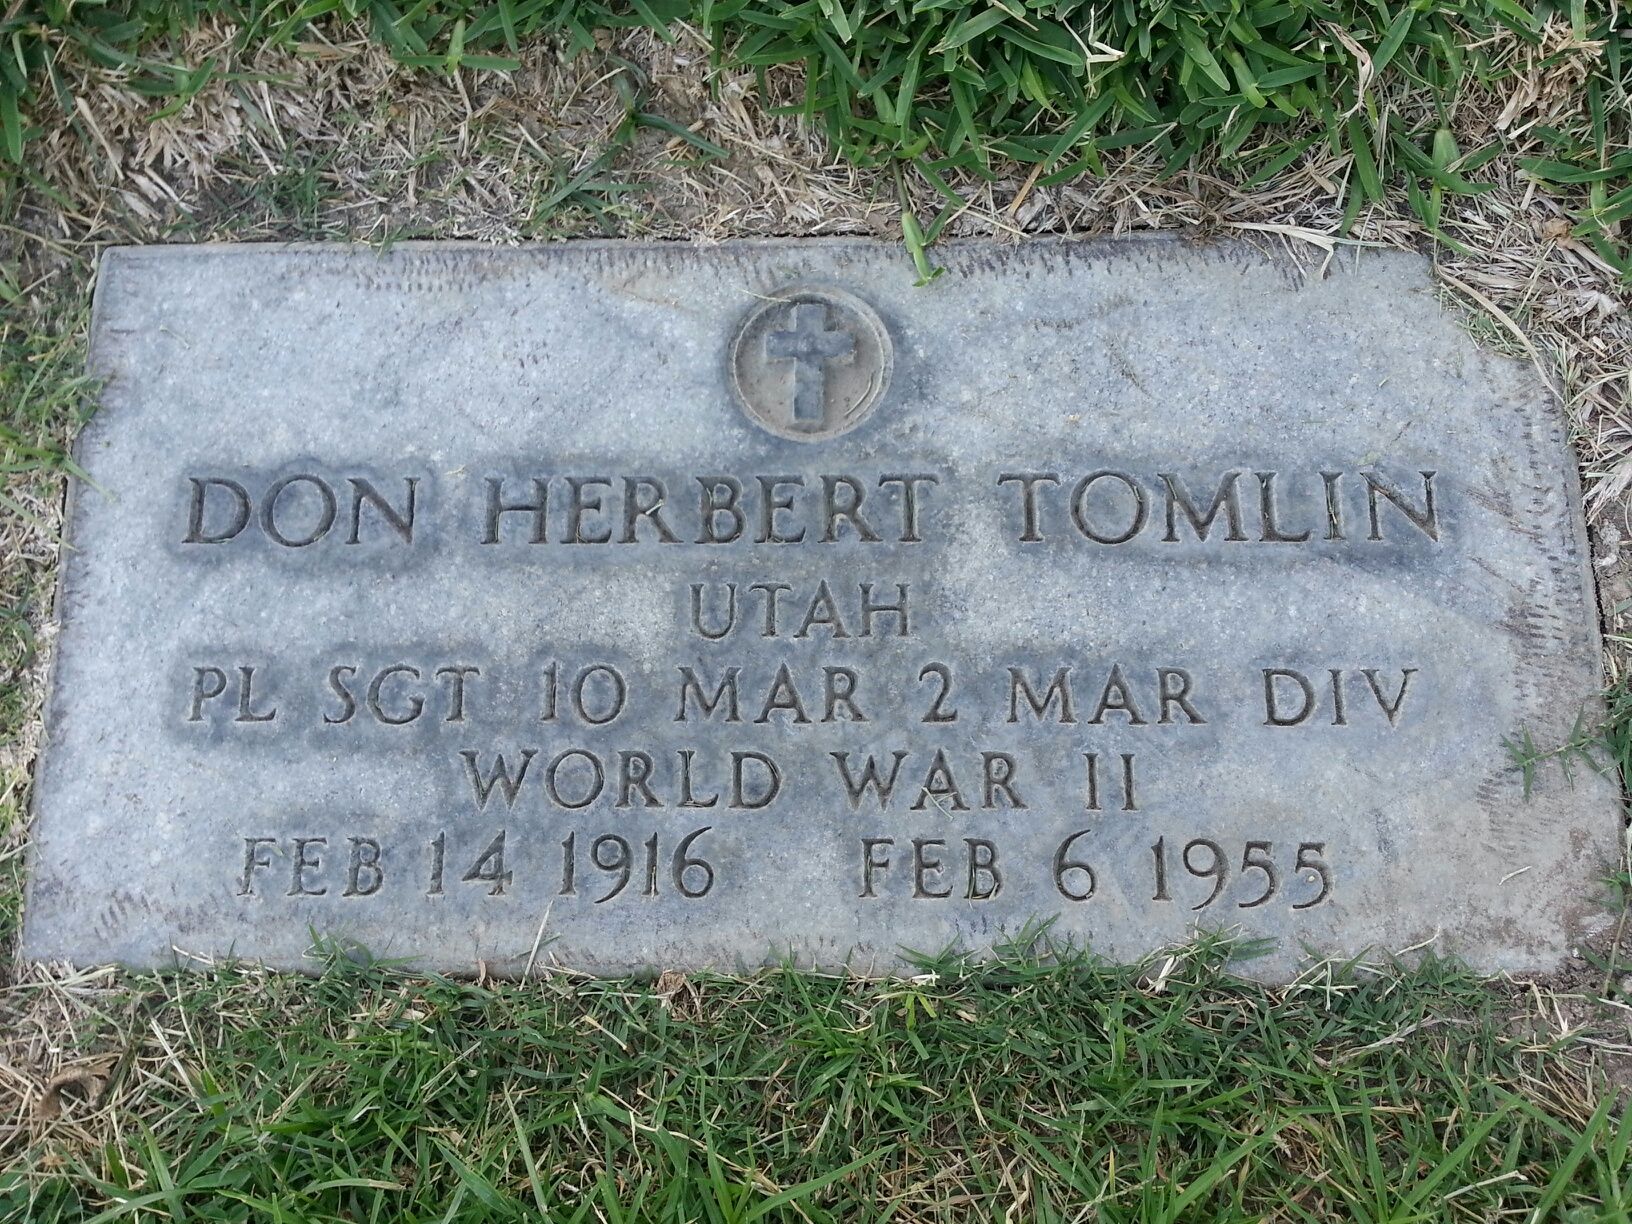 DON HERBERT TOMLIN
UTAH
PL SGT 10 MAR 2 MAR DIV
WORLD WAR II
FEB 14 1916 FEB 6 1955